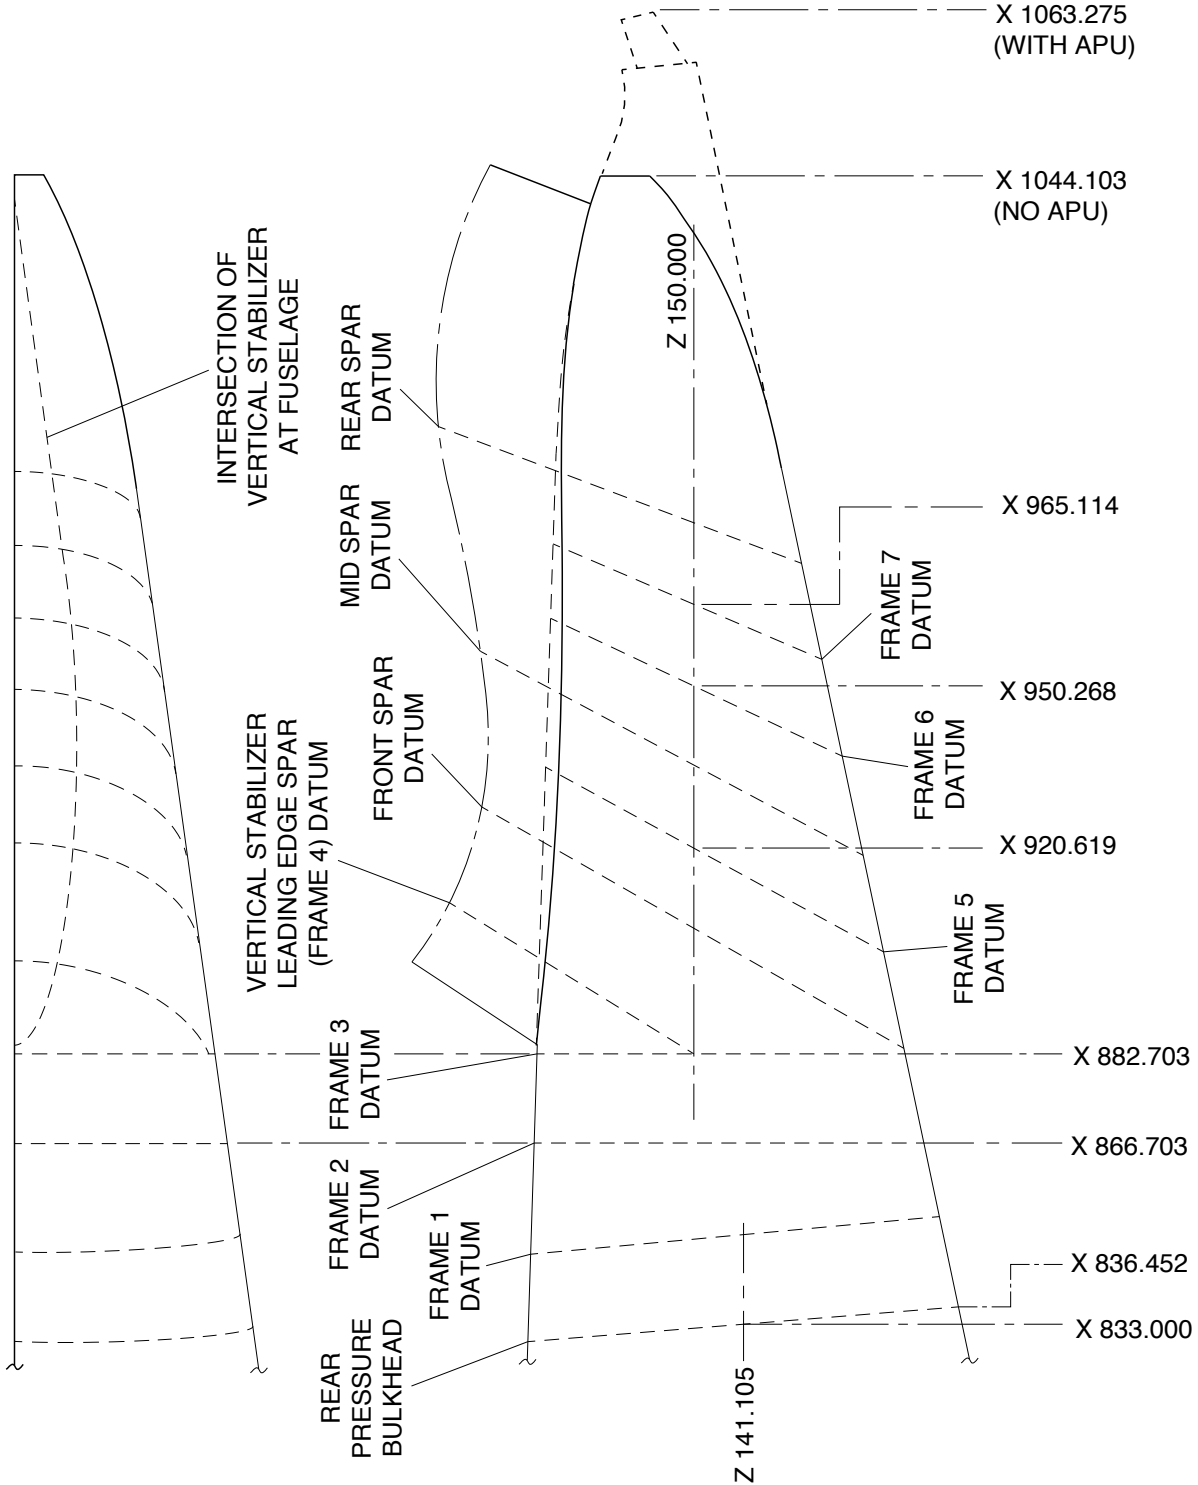 X 1063.275
(WITH APU)
X 1044.103
(NO APU)
INTERSECTION OF
VERTICAL STABILIZER
AT FUSELAGE
Z 150.000
REAR SPAR
DATUM
MID SPAR
DATUM
X 965.114
FRAME 7
DATUM
FRONT SPAR
DATUM
X 950.268
VERTICAL STABILIZER
LEADING EDGE SPAR
(FRAME 4) DATUM
FRAME 6
DATUM
X 920.619
FRAME 5
DATUM
FRAME 3
DATUM
X 882.703
X 866.703
FRAME 2
DATUM
FRAME 1
DATUM
X 836.452
X 833.000
REAR
PRESSURE
BULKHEAD
Z 141.105